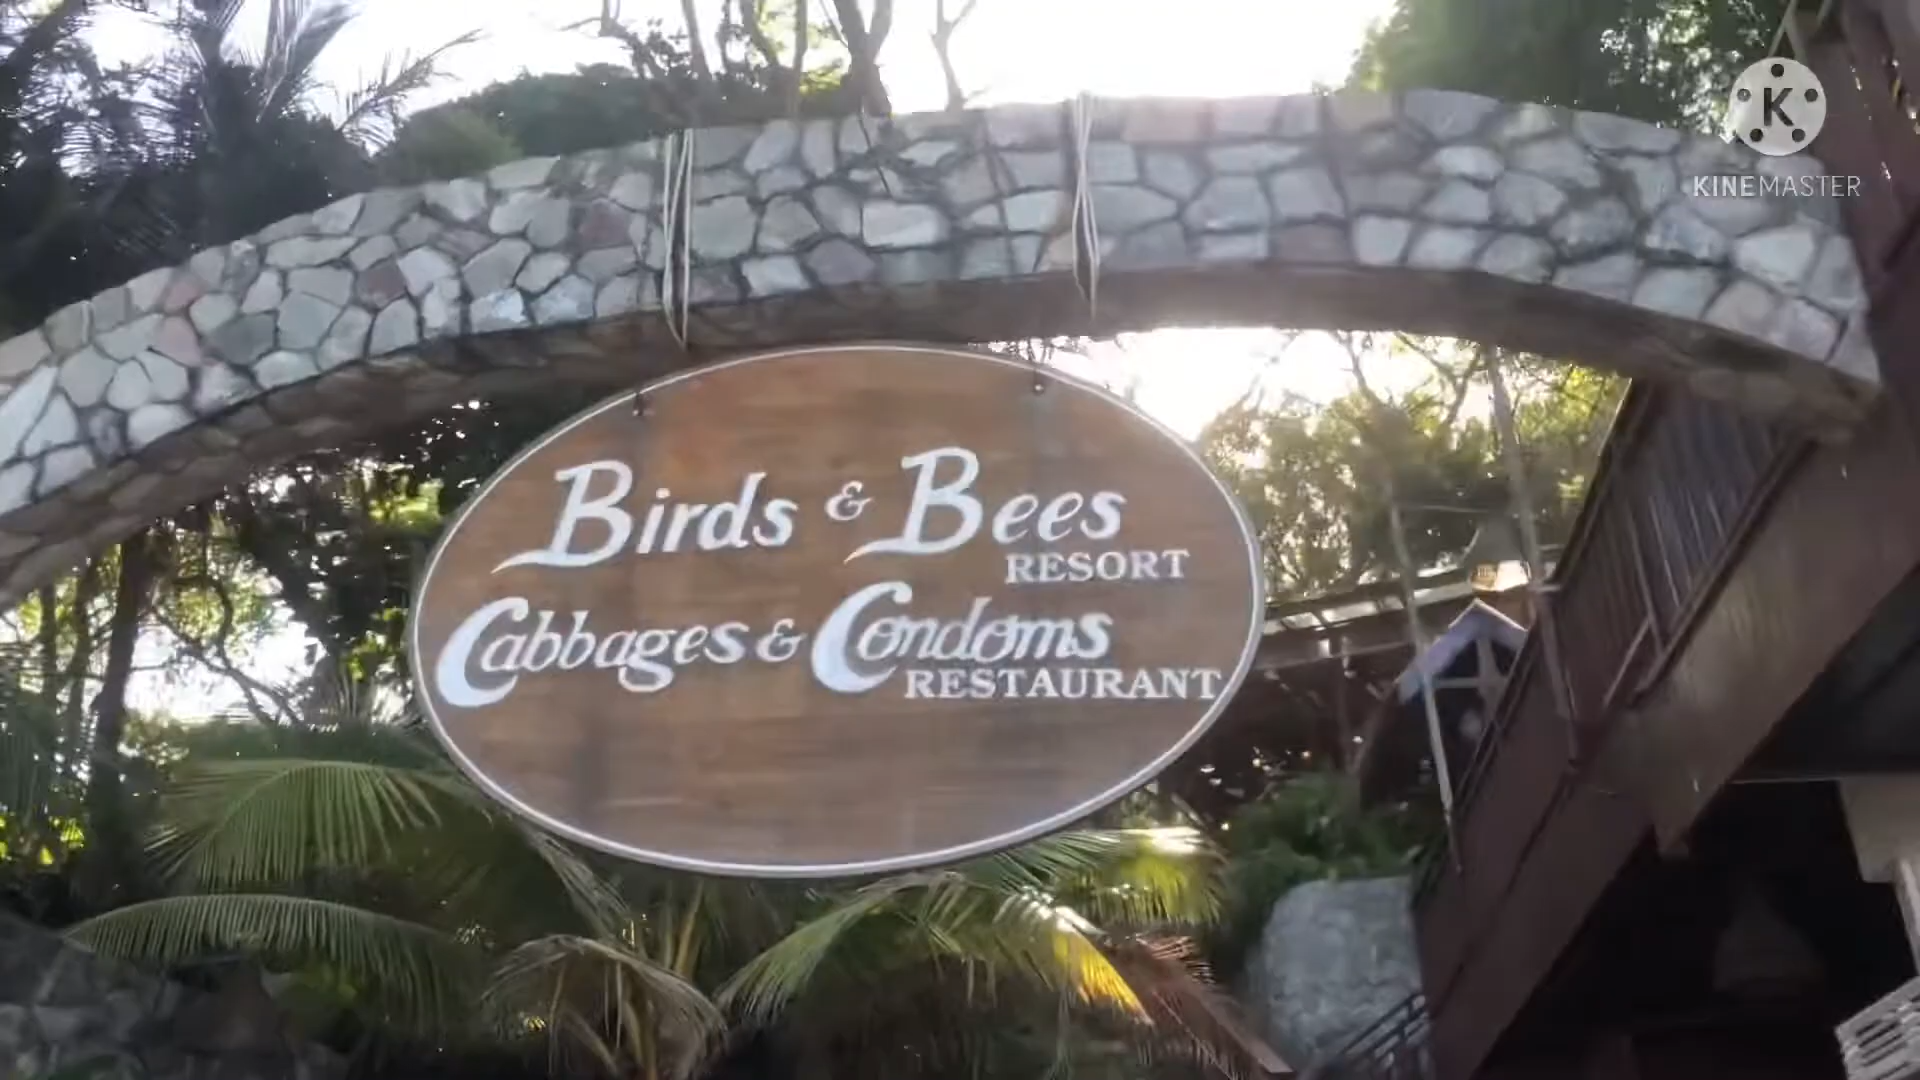 K
KINEMASTER
Birds & Bees
RESORT
Cabbages & Condoms
RESTAURANT